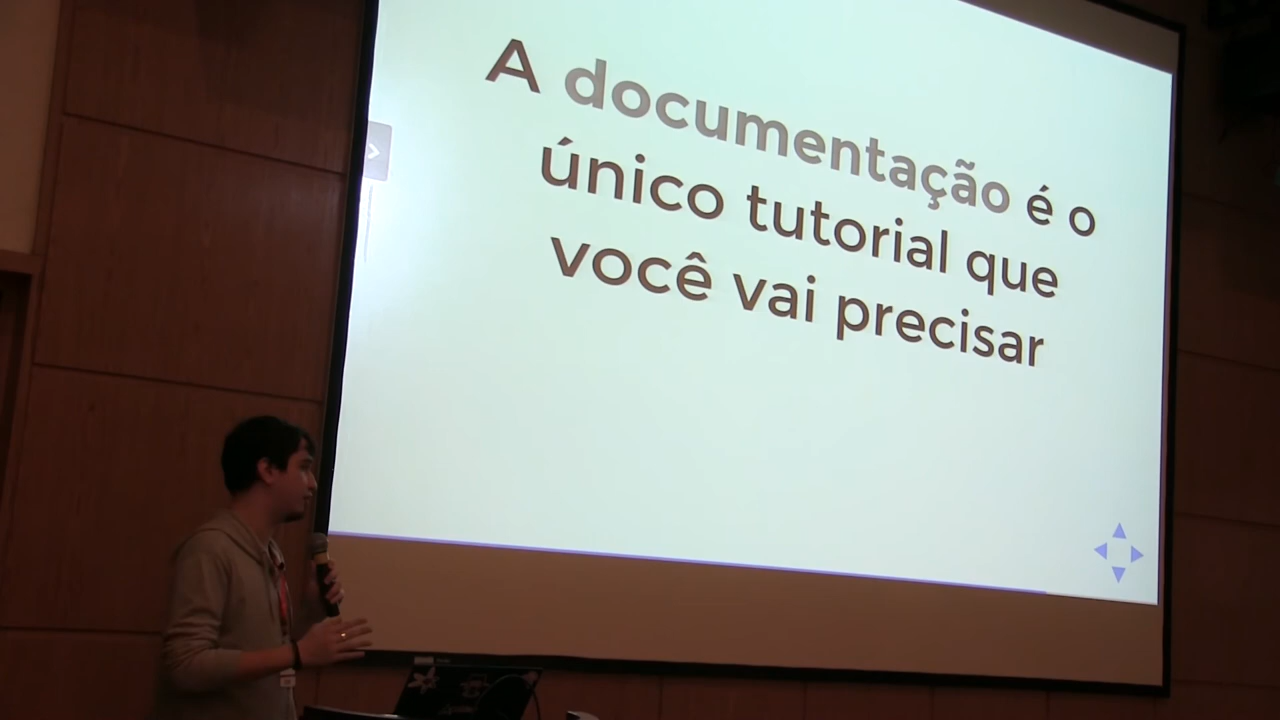 A documentação é o
único tutorial que
você vai precisar